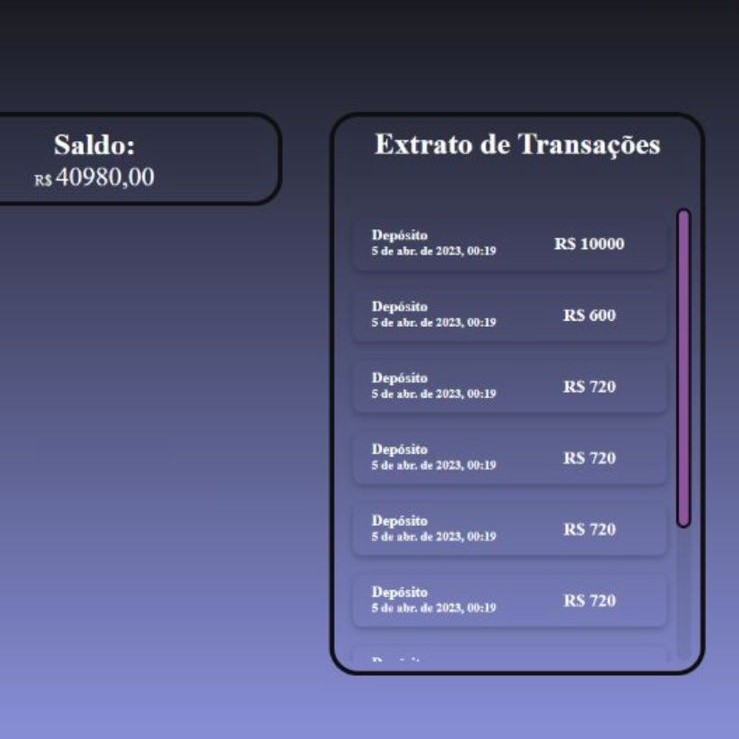 Saldo:
R$ 40980,00
Extrato de Transações
Depósito
5 de abr. de 2023, 00:19
R$ 10000
Depósito
5 de abr. de 2023, 00:19
R$ 600
Depósito
5 de abr. de 2023, 00:19
R$ 720
Depósito
5 de abr. de 2023, 00:19
R$ 720
Depósito
5 de abr. de 2023, 00:19
R$ 720
Depósito
5 de abr. de 2023, 00:19
R$ 720